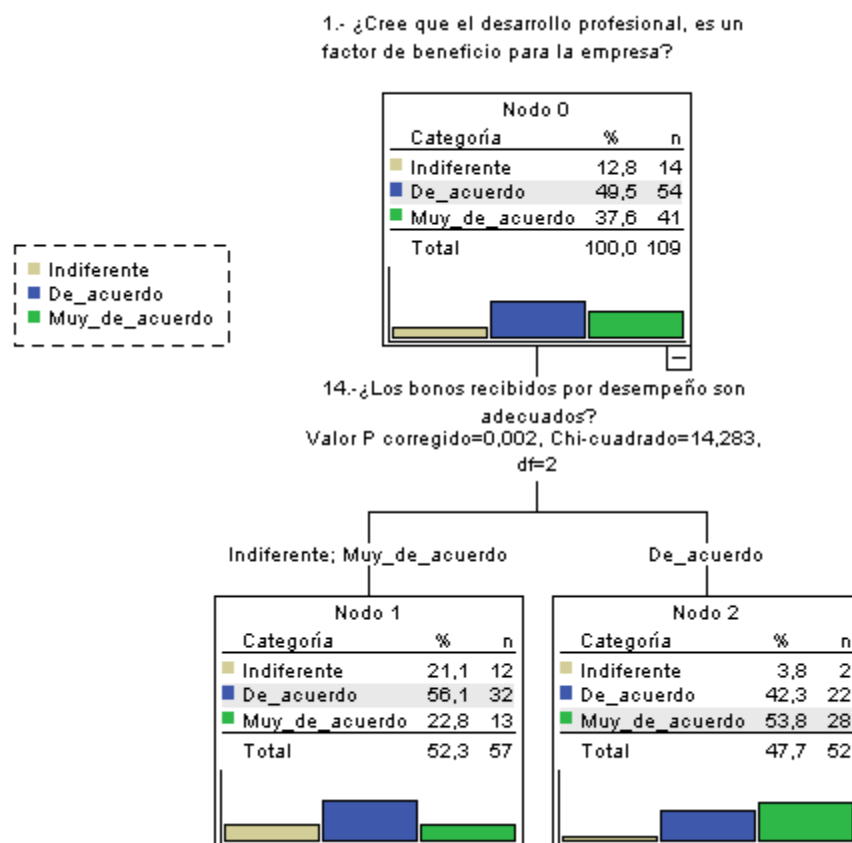 1.- ¿Cree que el desarrollo profesional, es un
factor de beneficio para la empresa?
Nodo 0
Categoría % n
Indiferente 12,8 14
De_acuerdo 49,5 54
Muy_de_acuerdo 37,6 41
Total 100,0 109
Indiferente
De_acuerdo
Muy_de_acuerdo
14.-¿Los bonos recibidos por desempeño son
adecuados?
Valor P corregido=0,002, Chi-cuadrado=14,283,
df=2
Indiferente; Muy_de_acuerdo
De_acuerdo
Nodo 1
Categoría % n
Indiferente 21,1 12
De_acuerdo 56,1 32
Muy_de_acuerdo 22,8 13
Total 52,3 57
Nodo 2
Categoría % n
Indiferente 3,8 2
De_acuerdo 42,3 22
Muy_de_acuerdo 53,8 28
Total 47,7 52